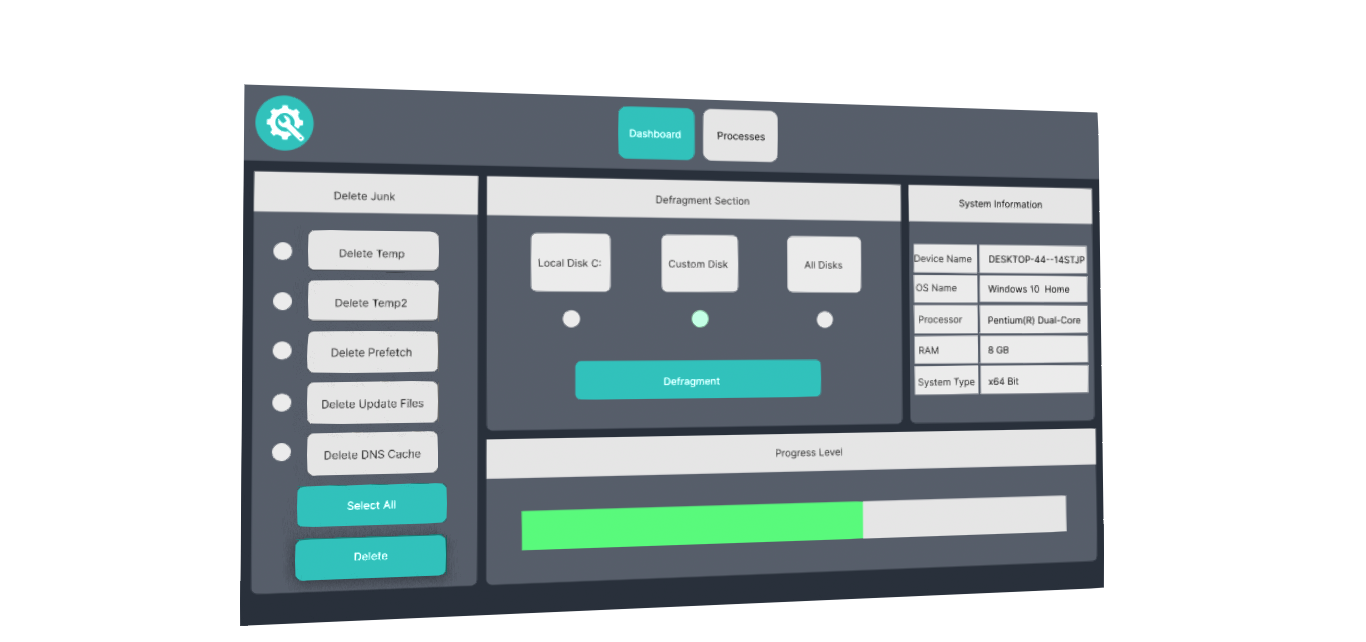 Dashboard
Processes
Delete Junk
Delete Temp
Delete Temp2
Delete Prefetch
Delete Update Files
Delete DNS Cache
Select All
Delete
Defragment Section
Local Disk C:
Custom Disk
All Disks
Defragment
System Information
Device Name DESKTOP-44--14STJP
OS Name Windows 10 Home
Processor Pentium(R) Dual-Core
RAM 8 GB
System Type x64 Bit
Progress Level